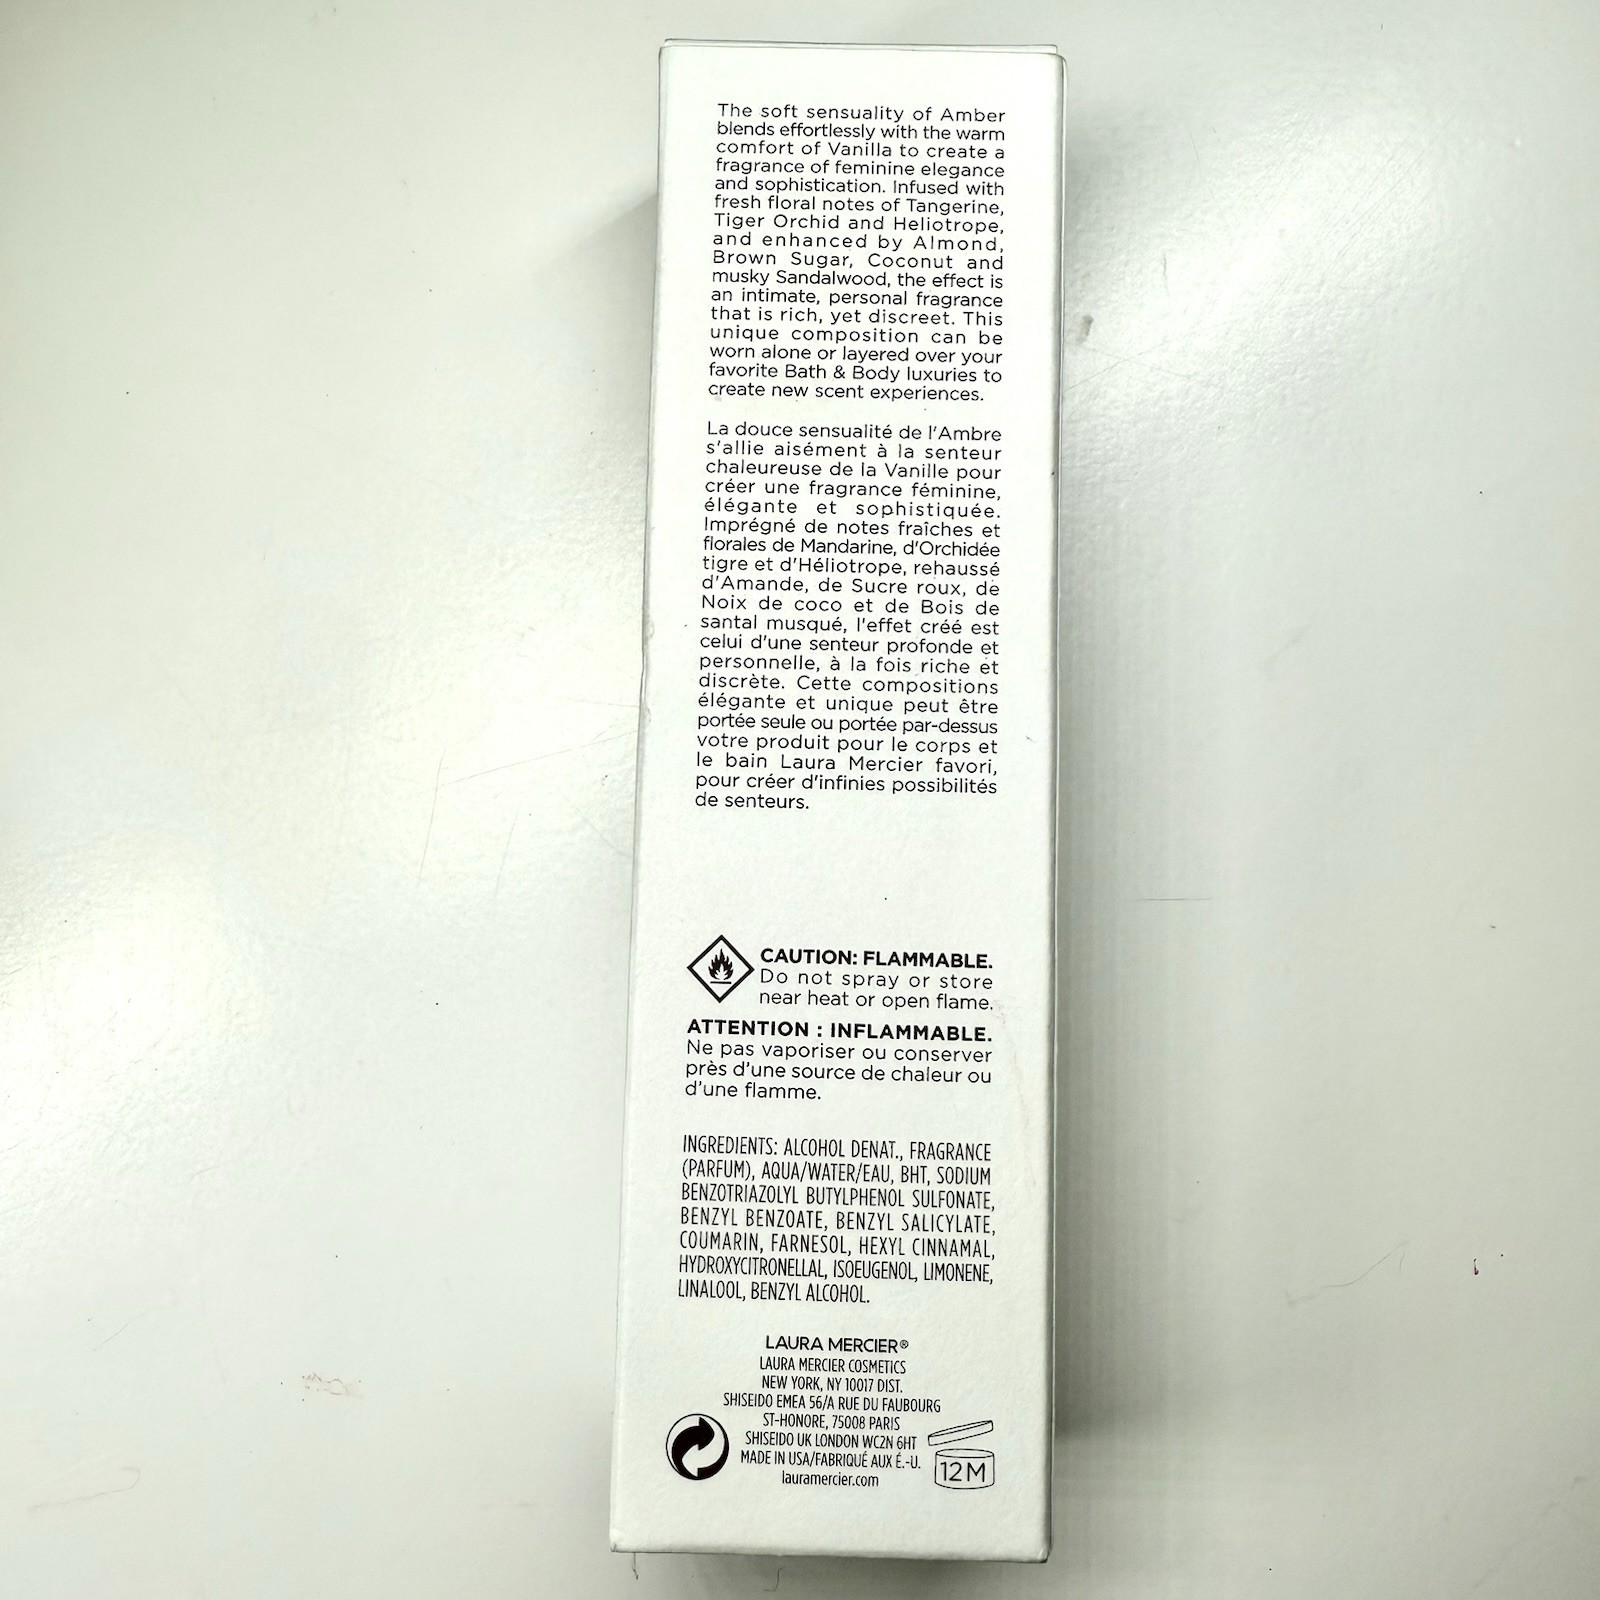 The soft sensuality of Amber
blends effortlessly with the warm
comfort of Vanilla to create a
fragrance of feminine elegance
and sophistication. Infused with
fresh floral notes of Tangerine,
Tiger Orchid and Heliotrope,
and enhanced by Almond,
Brown Sugar, Coconut and
musky Sandalwood, the effect is
an intimate, personal fragrance
that is rich, yet discreet. This
unique composition can be
worn alone or layered over your
favorite Bath & Body luxuries to
create new scent experiences.
La douce sensualité de l'Ambre
s'allie aisément à la senteur
chaleureuse de la Vanille pour
créer une fragrance féminine,
élégante et sophistiquée.
Imprégné de notes fraîches et
florales de Mandarine, d'Orchidée
tigre et d'Héliotrope, rehaussé
d'Amande, de Sucre roux, de
Noix de coco et de Bois de
santal musqué, l'effet créé est
celui d'une senteur profonde et
personnelle, à la fois riche et
discrète. Cette compositions
élégante et unique peut être
portée seule ou portée par-dessus
votre produit pour le corps et
le bain Laura Mercier favori,
pour créer d'infinies possibilités
de senteurs.
CAUTION: FLAMMABLE.
Do not spray or store
near heat or open flame.
ATTENTION : INFLAMMABLE.
Ne pas vaporiser ou conserver
près d'une source de chaleur ou
d'une flamme.
INGREDIENTS: ALCOHOL DENAT., FRAGRANCE
(PARFUM), AQUA/WATER/EAU, BHT, SODIUM
BENZOTRIAZOLYL BUTYLPHENOL SULFONATE,
BENZYL BENZOATE, BENZYL SALICYLATE,
COUMARIN, FARNESOL, HEXYL CINNAMAL,
HYDROXYCITRONELLAL, ISOEUGENOL, LIMONENE,
LINALOOL, BENZYL ALCOHOL.
LAURA MERCIER®
LAURA MERCIER COSMETICS
NEW YORK, NY 10017 DIST.
SHISEIDO EMEA 56/A RUE DU FAUBOURG
ST-HONORE, 75008 PARIS
SHISEIDO UK LONDON WC2N 6HT
MADE IN USA/FABRIQUÉ AUX É.-U.
lauramercier.com
12M